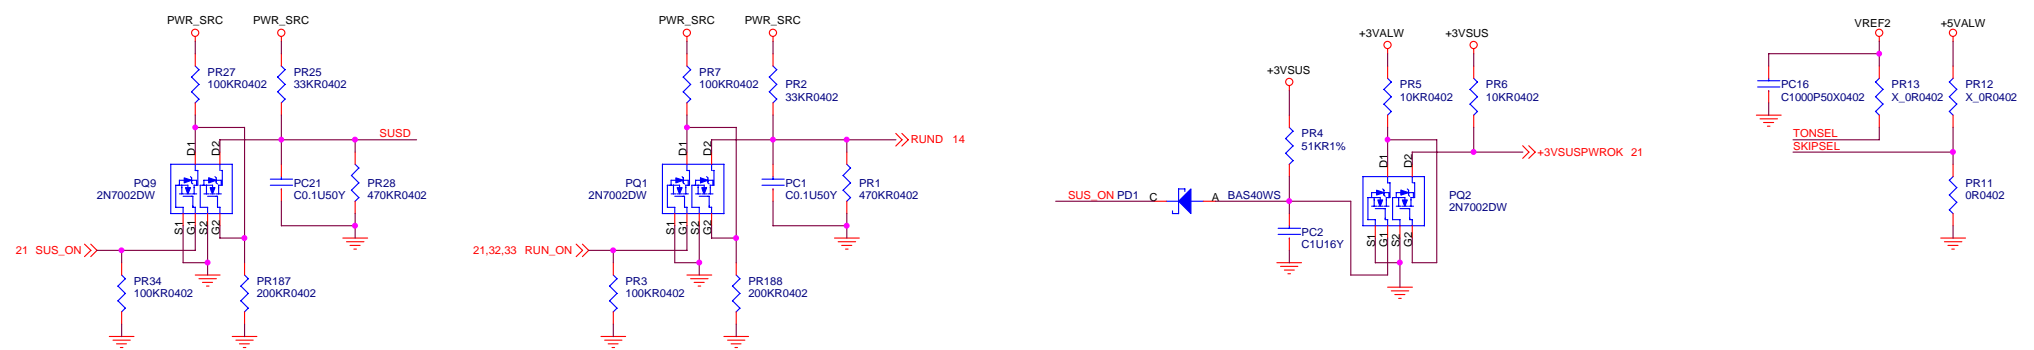 PWR_SRC
PWR_SRC
PR27
100KR0402
PR25
33KR0402
SUSD
D1
D2
PQ9
2N7002DW
PC21
C0.1U50Y
PR28
470KR0402
S1
G1
S2
G2
21 SUS_ON
PR34
100KR0402
PR187
200KR0402
PWR_SRC
PWR_SRC
PR7
100KR0402
PR2
33KR0402
RUND 14
D1
D2
PQ1
2N7002DW
PC1
C0.1U50Y
PR1
470KR0402
S1
G1
S2
G2
21,32,33 RUN_ON
PR3
100KR0402
PR188
200KR0402
+3VALW
+3VSUS
+3VSUS
PR5
10KR0402
PR6
10KR0402
PR4
51KR1%
D1
D2
+3VSUSPWROK 21
SUS_ON PD1 C A BAS40WS
PQ2
2N7002DW
PC2
C1U16Y
S1
G1
S2
G2
VREF2
+5VALW
PC16
C1000P50X0402
PR13
X_0R0402
PR12
X_0R0402
TONSEL
SKIPSEL
PR11
0R0402